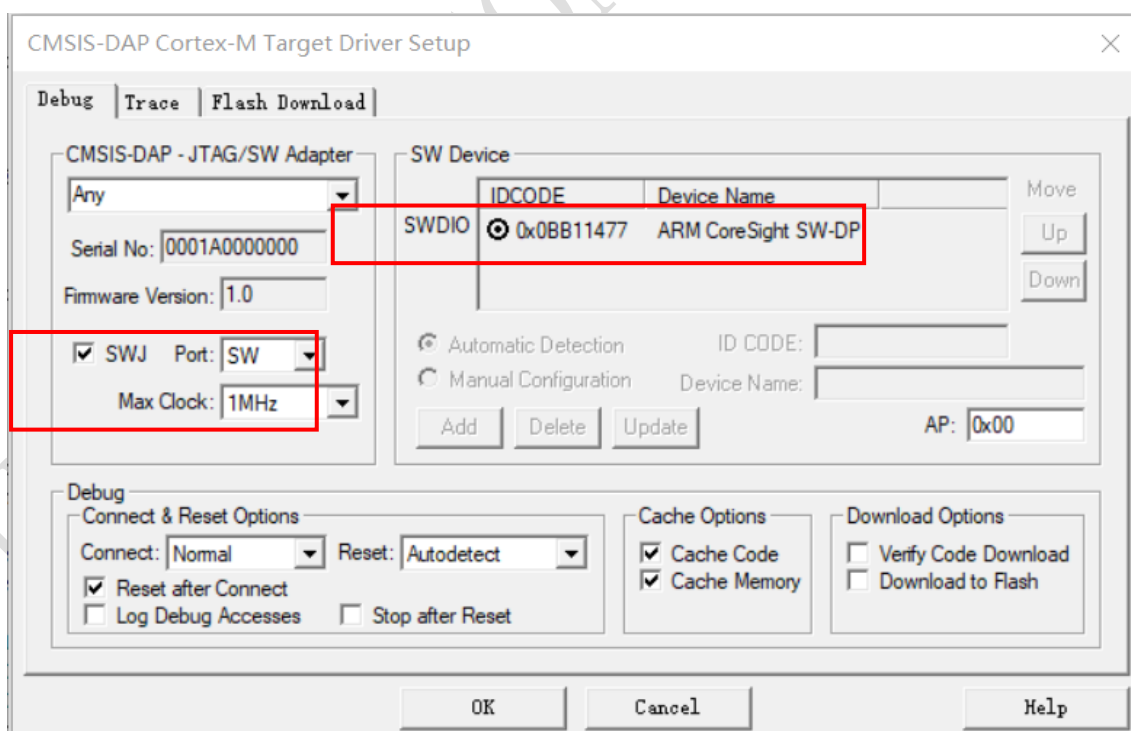 CMSIS-DAP Cortex-M Target Driver Setup
Debug Trace Flash Download
CMSIS-DAP - JTAG/SW Adapter
Any
Serial No: 0001A0000000
Firmware Version: 1.0
SWJ Port: SW
Max Clock: 1MHz
SW Device
IDCODE Device Name
SWDIO 0x0BB11477 ARM CoreSight SW-DP
Move
Up
Down
Automatic Detection ID CODE:
Manual Configuration Device Name:
Add Delete Update AP: 0x00
Debug
Connect & Reset Options
Connect: Normal Reset: Autodetect
Reset after Connect
Log Debug Accesses Stop after Reset
Cache Options
Cache Code
Cache Memory
Download Options
Verify Code Download
Download to Flash
OK Cancel Help